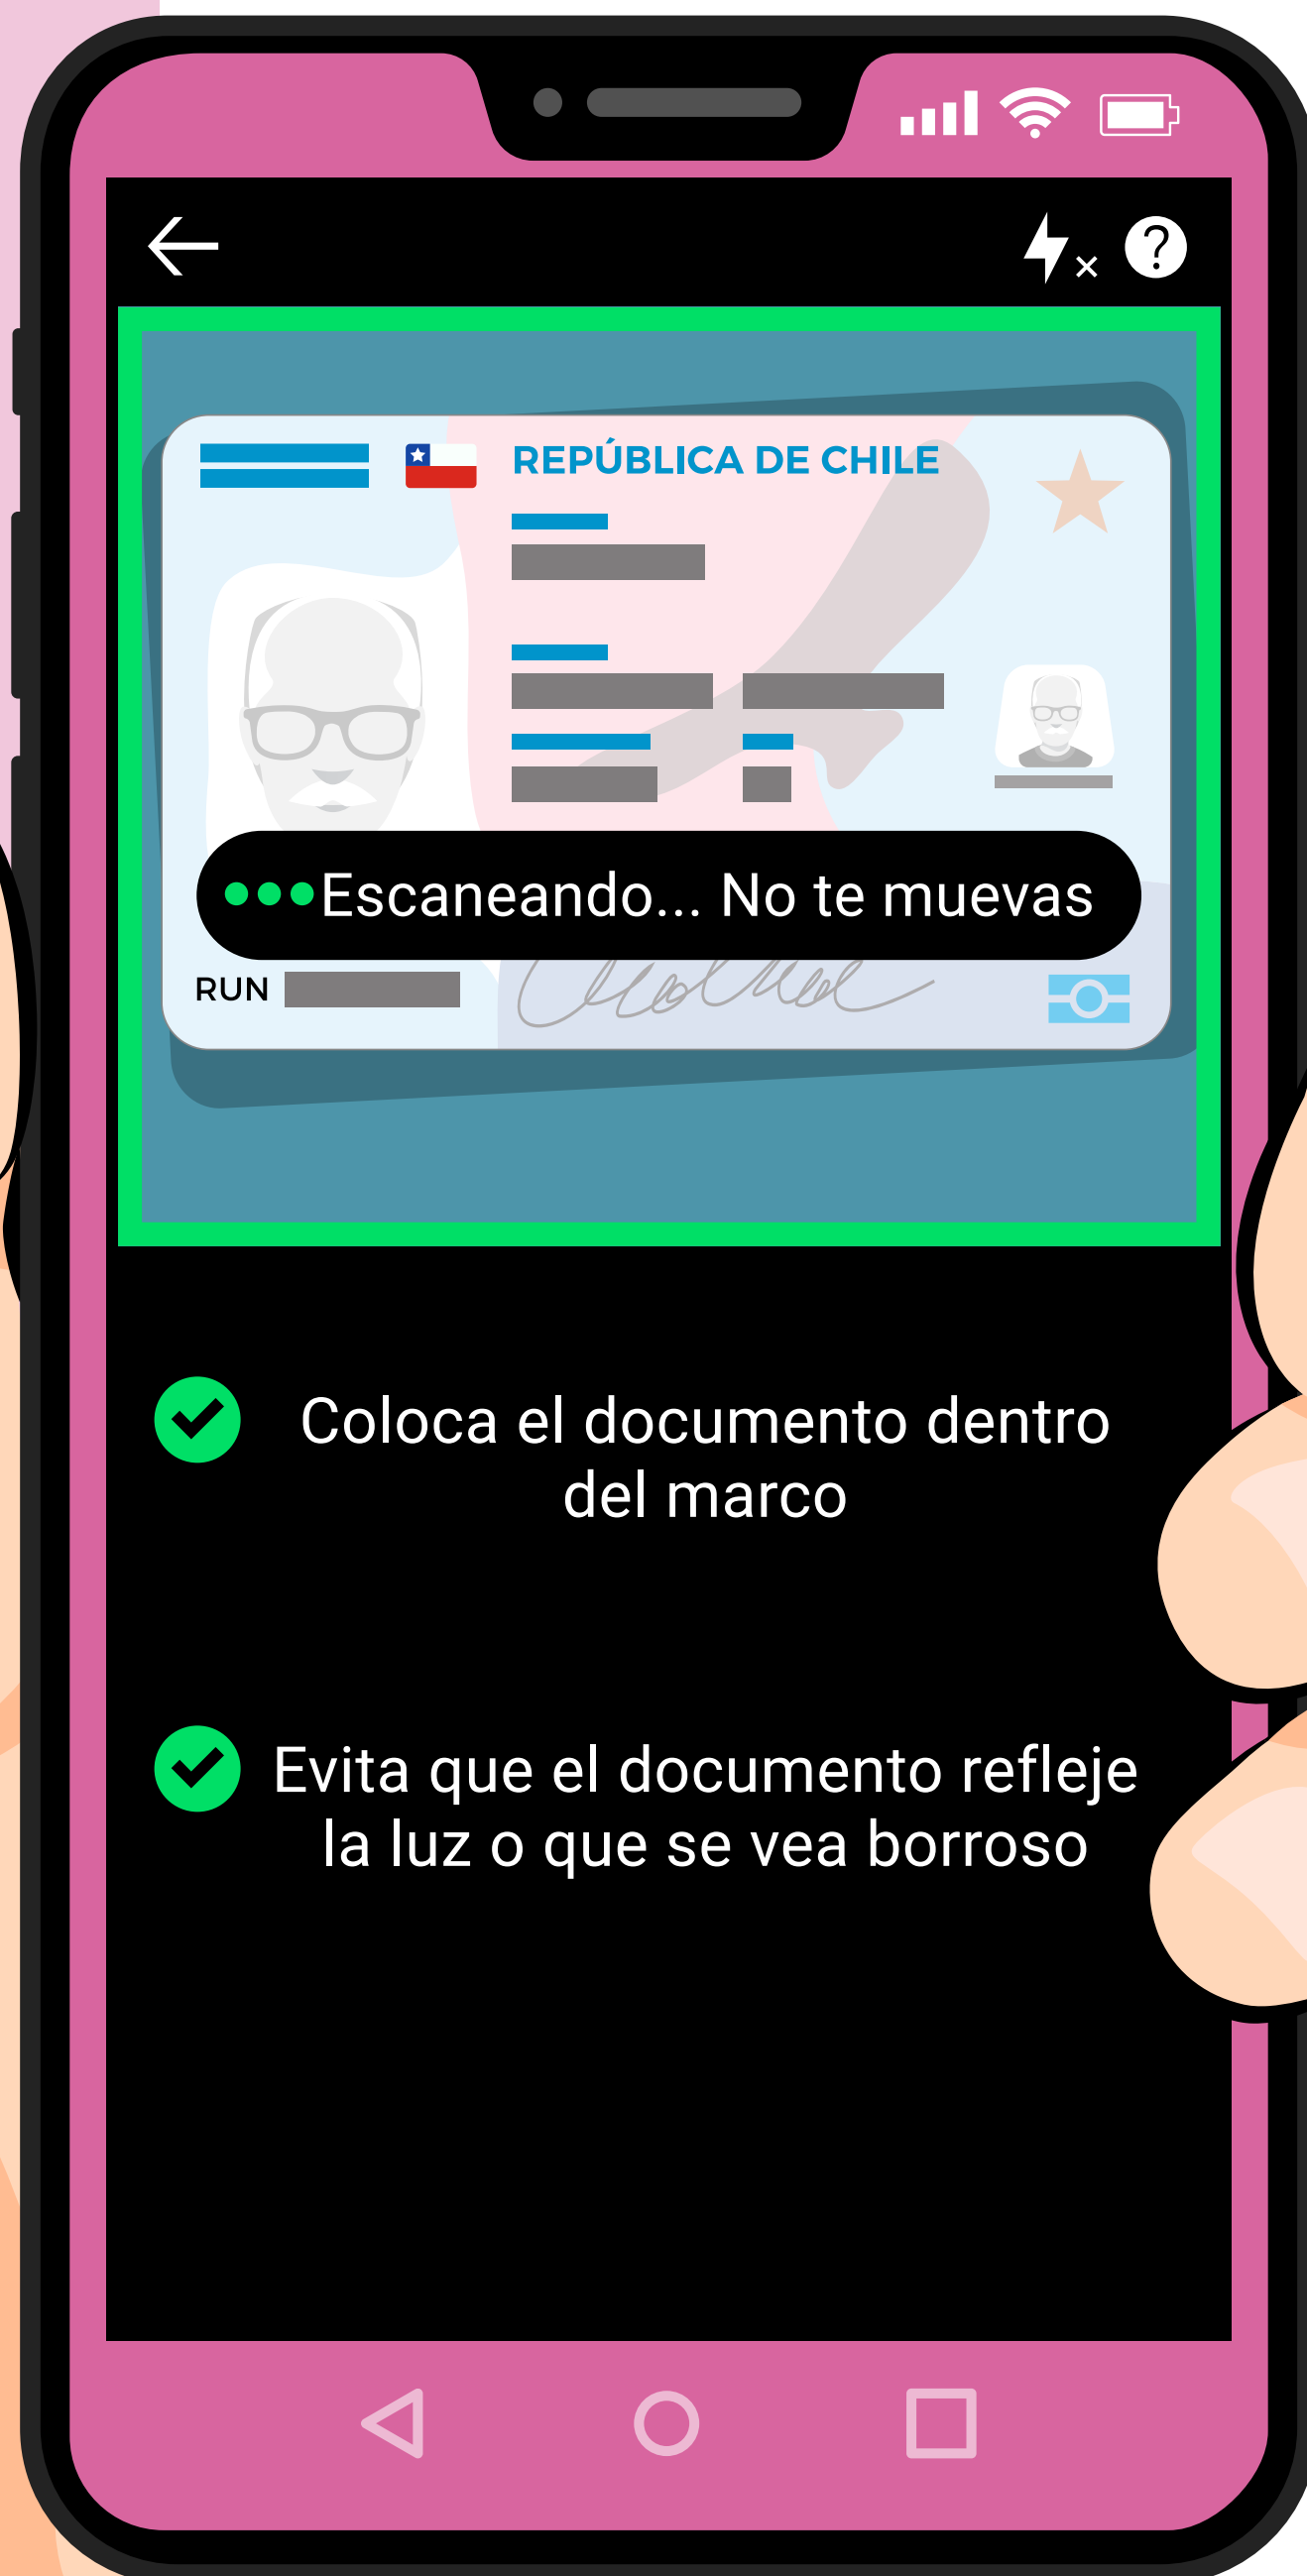 REPÚBLICA DE CHILE
Escaneando... No te muevas
RUN
Coloca el documento dentro
del marco
Evita que el documento refleje
la luz o que se vea borroso